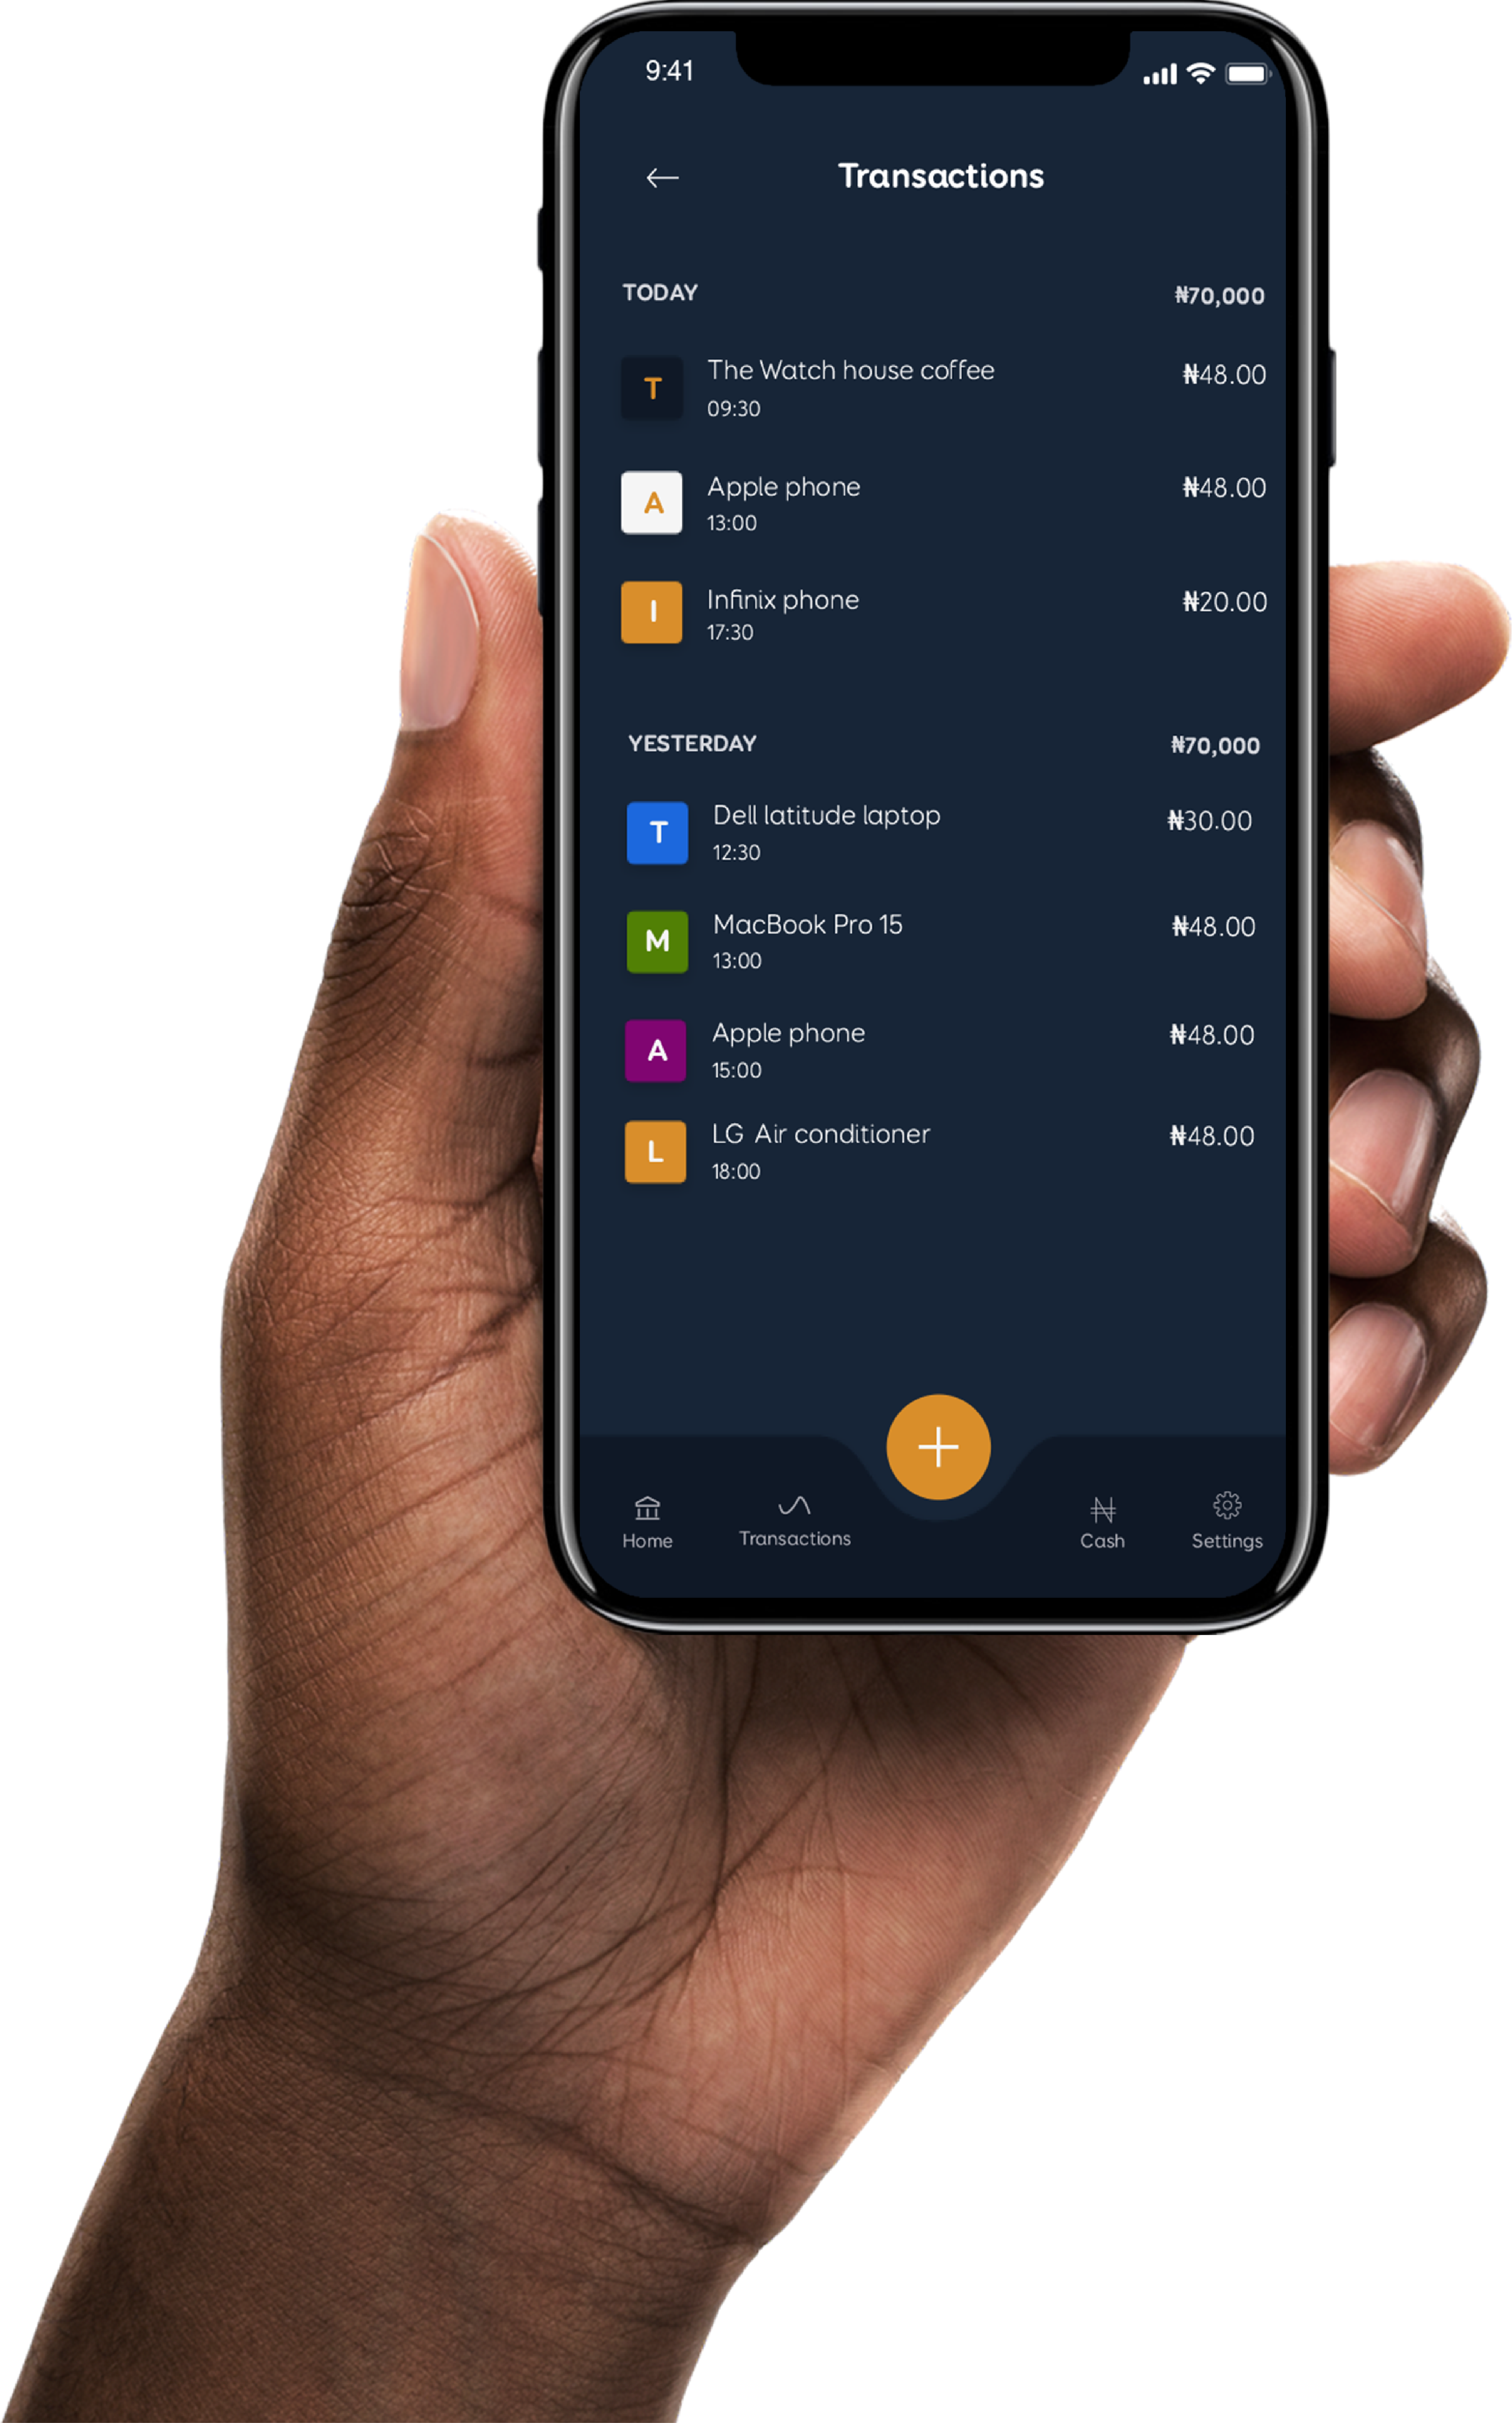 9:41
Transactions
TODAY ₦70,000
T The Watch house coffee ₦48.00
09:30
A Apple phone ₦48.00
13:00
I Infinix phone ₦20.00
17:30
YESTERDAY ₦70,000
T Dell latitude laptop ₦30.00
12:30
M MacBook Pro 15 ₦48.00
13:00
A Apple phone ₦48.00
15:00
L LG Air conditioner ₦48.00
18:00
Home Transactions Cash Settings